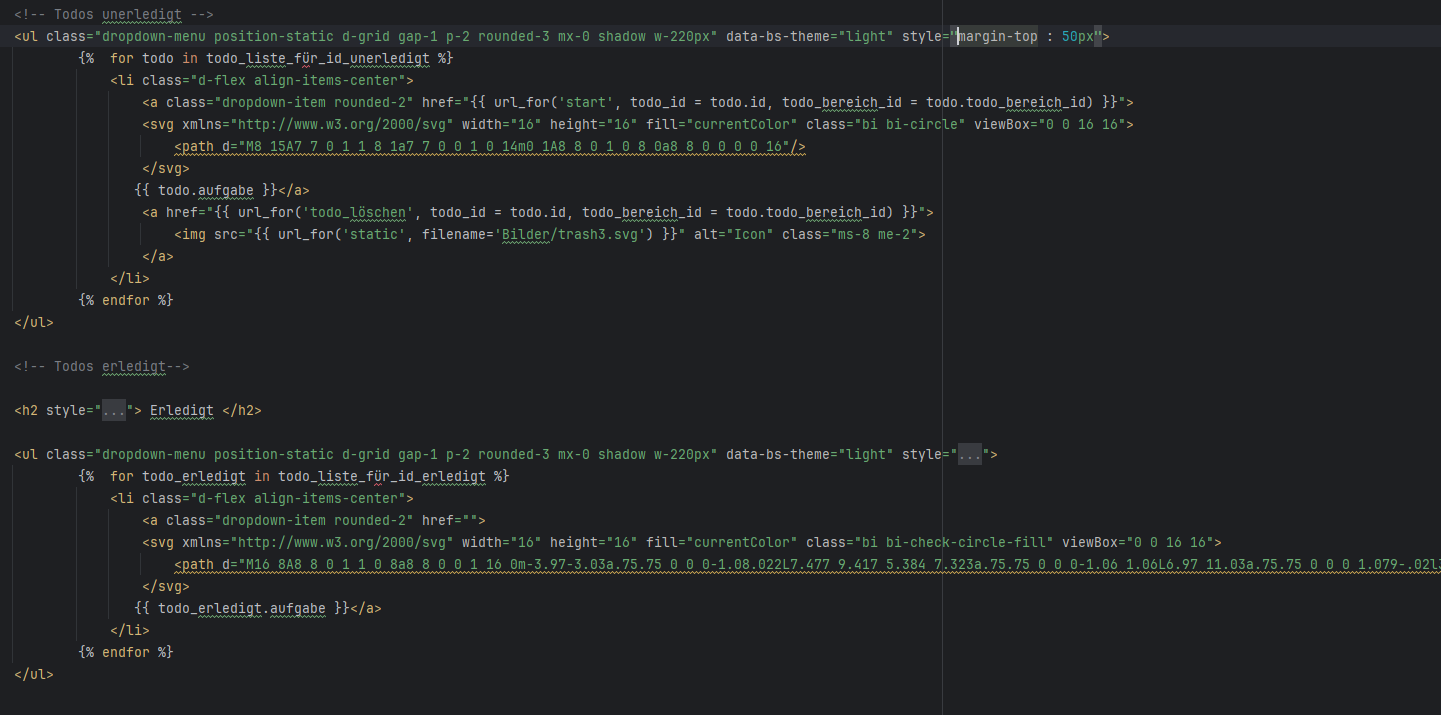 <!-- Todos unerledigt -->
<ul class="dropdown-menu position-static d-grid gap-1 p-2 rounded-3 mx-0 shadow w-220px" data-bs-theme="light" style="margin-top : 50px">
{%  for todo in todo_liste_für_id_unerledigt %}
<li class="d-flex align-items-center">
<a class="dropdown-item rounded-2" href="{{ url_for('start', todo_id = todo.id, todo_bereich_id = todo.todo_bereich_id) }}">
<svg xmlns="http://www.w3.org/2000/svg" width="16" height="16" fill="currentColor" class="bi bi-circle" viewBox="0 0 16 16">
<path d="M8 15A7 7 0 1 1 8 1a7 7 0 0 1 0 14m0 1A8 8 0 1 0 8 0a8 8 0 0 0 0 16"/>
</svg>
{{ todo.aufgabe }}</a>
<a href="{{ url_for('todo_löschen', todo_id = todo.id, todo_bereich_id = todo.todo_bereich_id) }}">
<img src="{{ url_for('static', filename='Bilder/trash3.svg') }}" alt="Icon" class="ms-8 me-2">
</a>
</li>
{% endfor %}
</ul>
<!-- Todos erledigt-->
<h2 style="..."> Erledigt </h2>
<ul class="dropdown-menu position-static d-grid gap-1 p-2 rounded-3 mx-0 shadow w-220px" data-bs-theme="light" style="...">
{%  for todo_erledigt in todo_liste_für_id_erledigt %}
<li class="d-flex align-items-center">
<a class="dropdown-item rounded-2" href="">
<svg xmlns="http://www.w3.org/2000/svg" width="16" height="16" fill="currentColor" class="bi bi-check-circle-fill" viewBox="0 0 16 16">
<path d="M16 8A8 8 0 1 1 0 8a8 8 0 0 1 16 0m-3.97-3.03a.75.75 0 0 0-1.08.022L7.477 9.417 5.384 7.323a.75.75 0 0 0-1.06 1.06L6.97 11.03a.75.75 0 0 0 1.079-.02l3
</svg>
{{ todo_erledigt.aufgabe }}</a>
</li>
{% endfor %}
</ul>